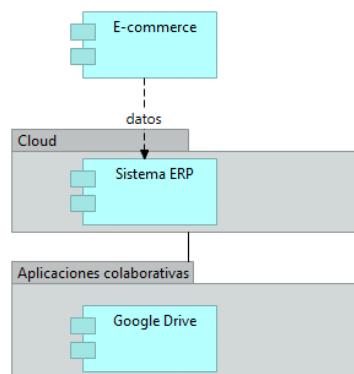 E-commerce
datos
Cloud
Sistema ERP
Aplicaciones colaborativas
Google Drive